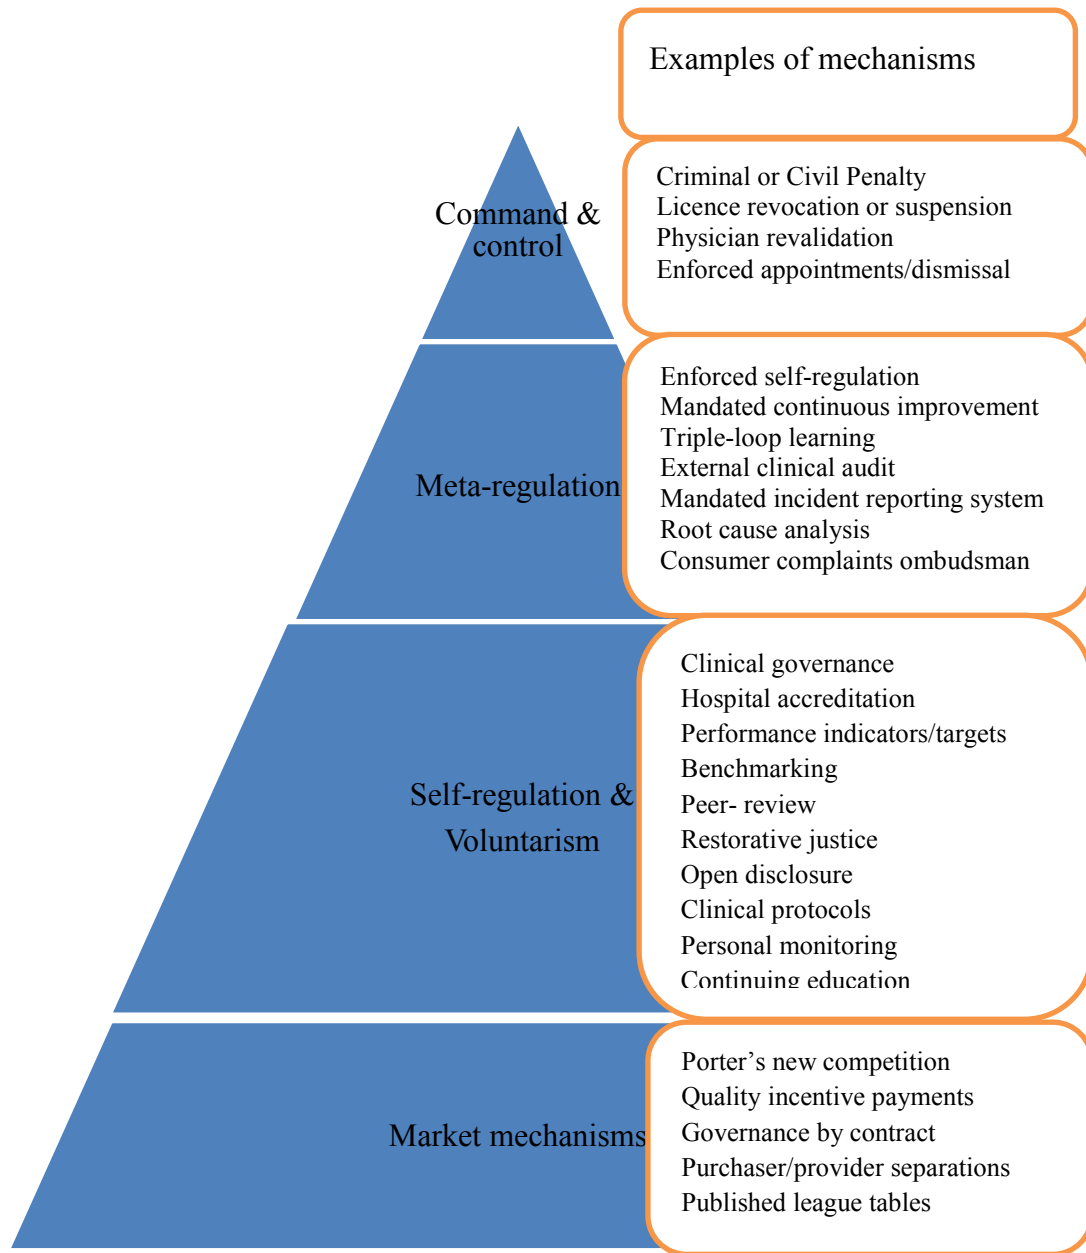 Examples of mechanisms
Command &
control
Criminal or Civil Penalty
Licence revocation or suspension
Physician revalidation
Enforced appointments/dismissal
Meta-regulation
Enforced self-regulation
Mandated continuous improvement
Triple-loop learning
External clinical audit
Mandated incident reporting system
Root cause analysis
Consumer complaints ombudsman
Self-regulation &
Voluntarism
Clinical governance
Hospital accreditation
Performance indicators/targets
Benchmarking
Peer- review
Restorative justice
Open disclosure
Clinical protocols
Personal monitoring
Continuing education
Market mechanisms
Porter’s new competition
Quality incentive payments
Governance by contract
Purchaser/provider separations
Published league tables